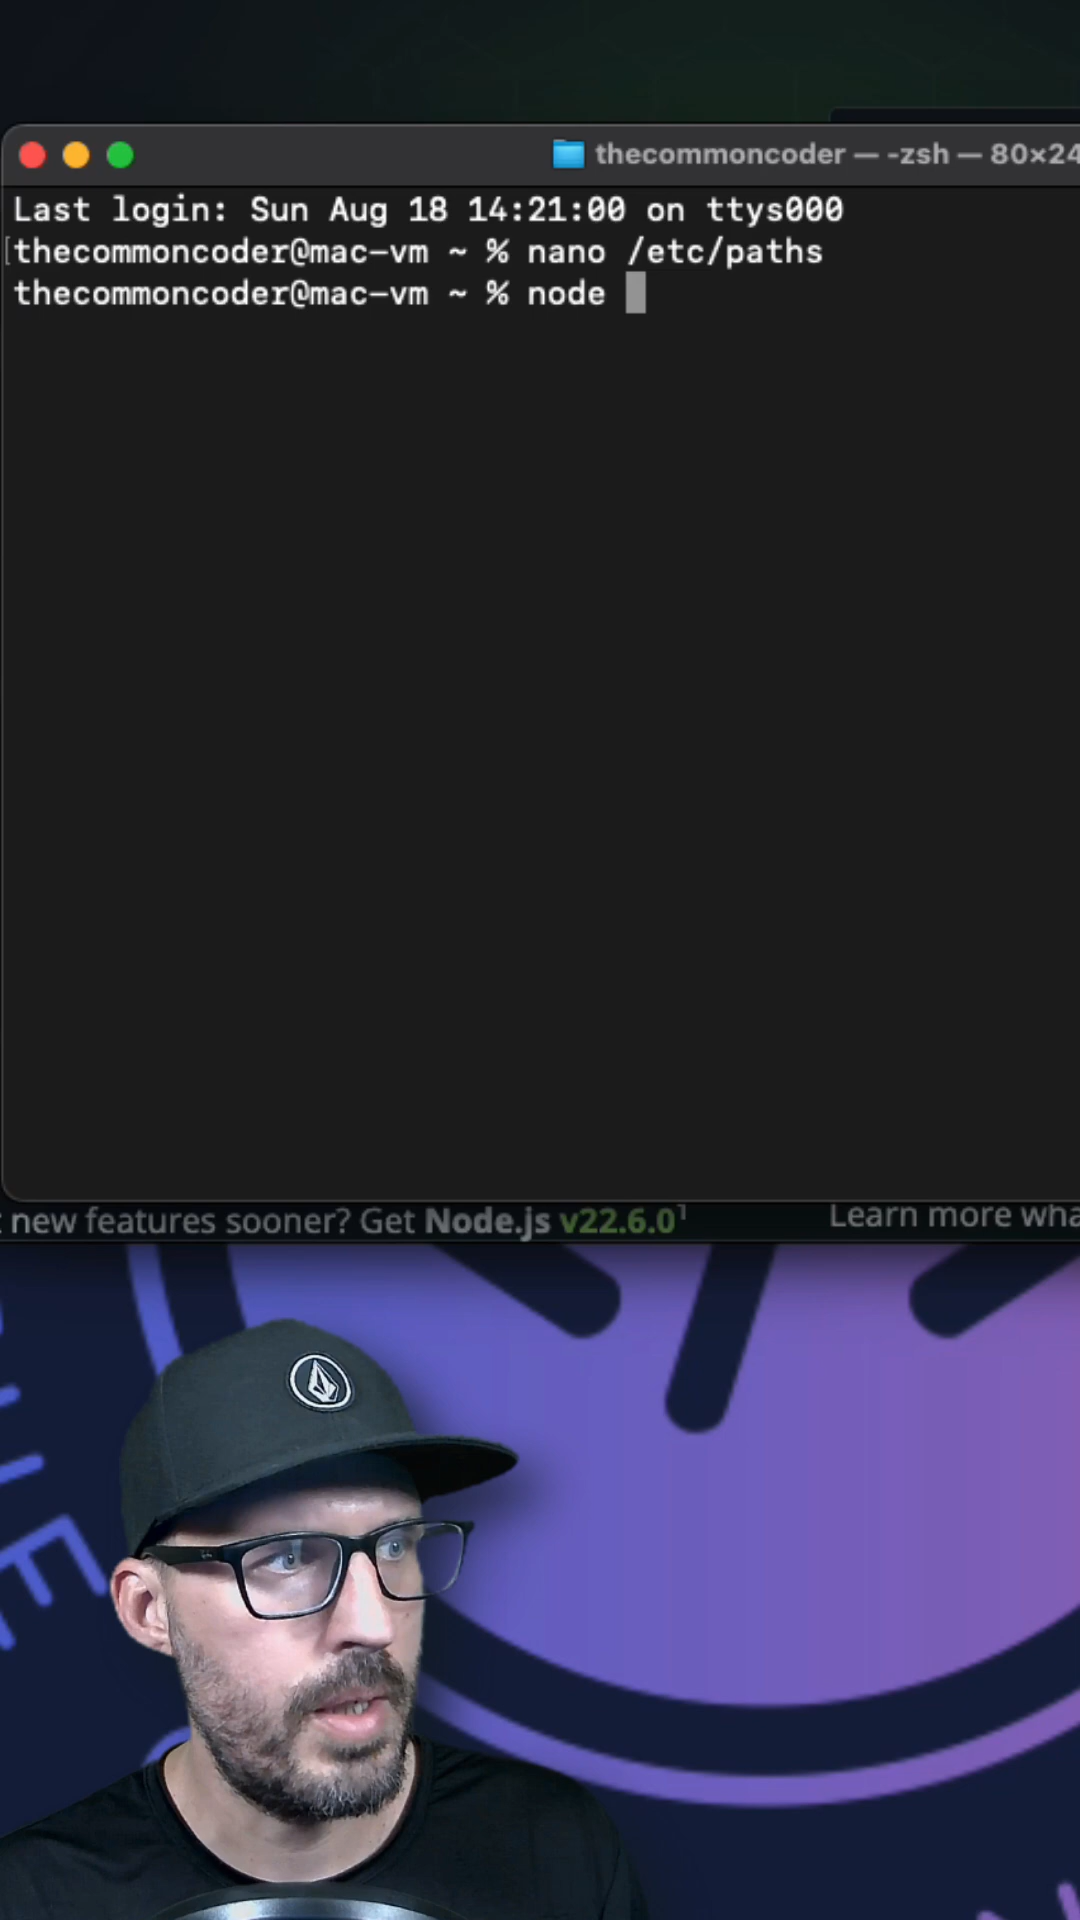 thecommoncoder — -zsh — 80×24
Last login: Sun Aug 18 14:21:00 on ttys000
[thecommoncoder@mac-vm ~ % nano /etc/paths
thecommoncoder@mac-vm ~ % node
new features sooner? Get Node.js v22.6.0
Learn more wha